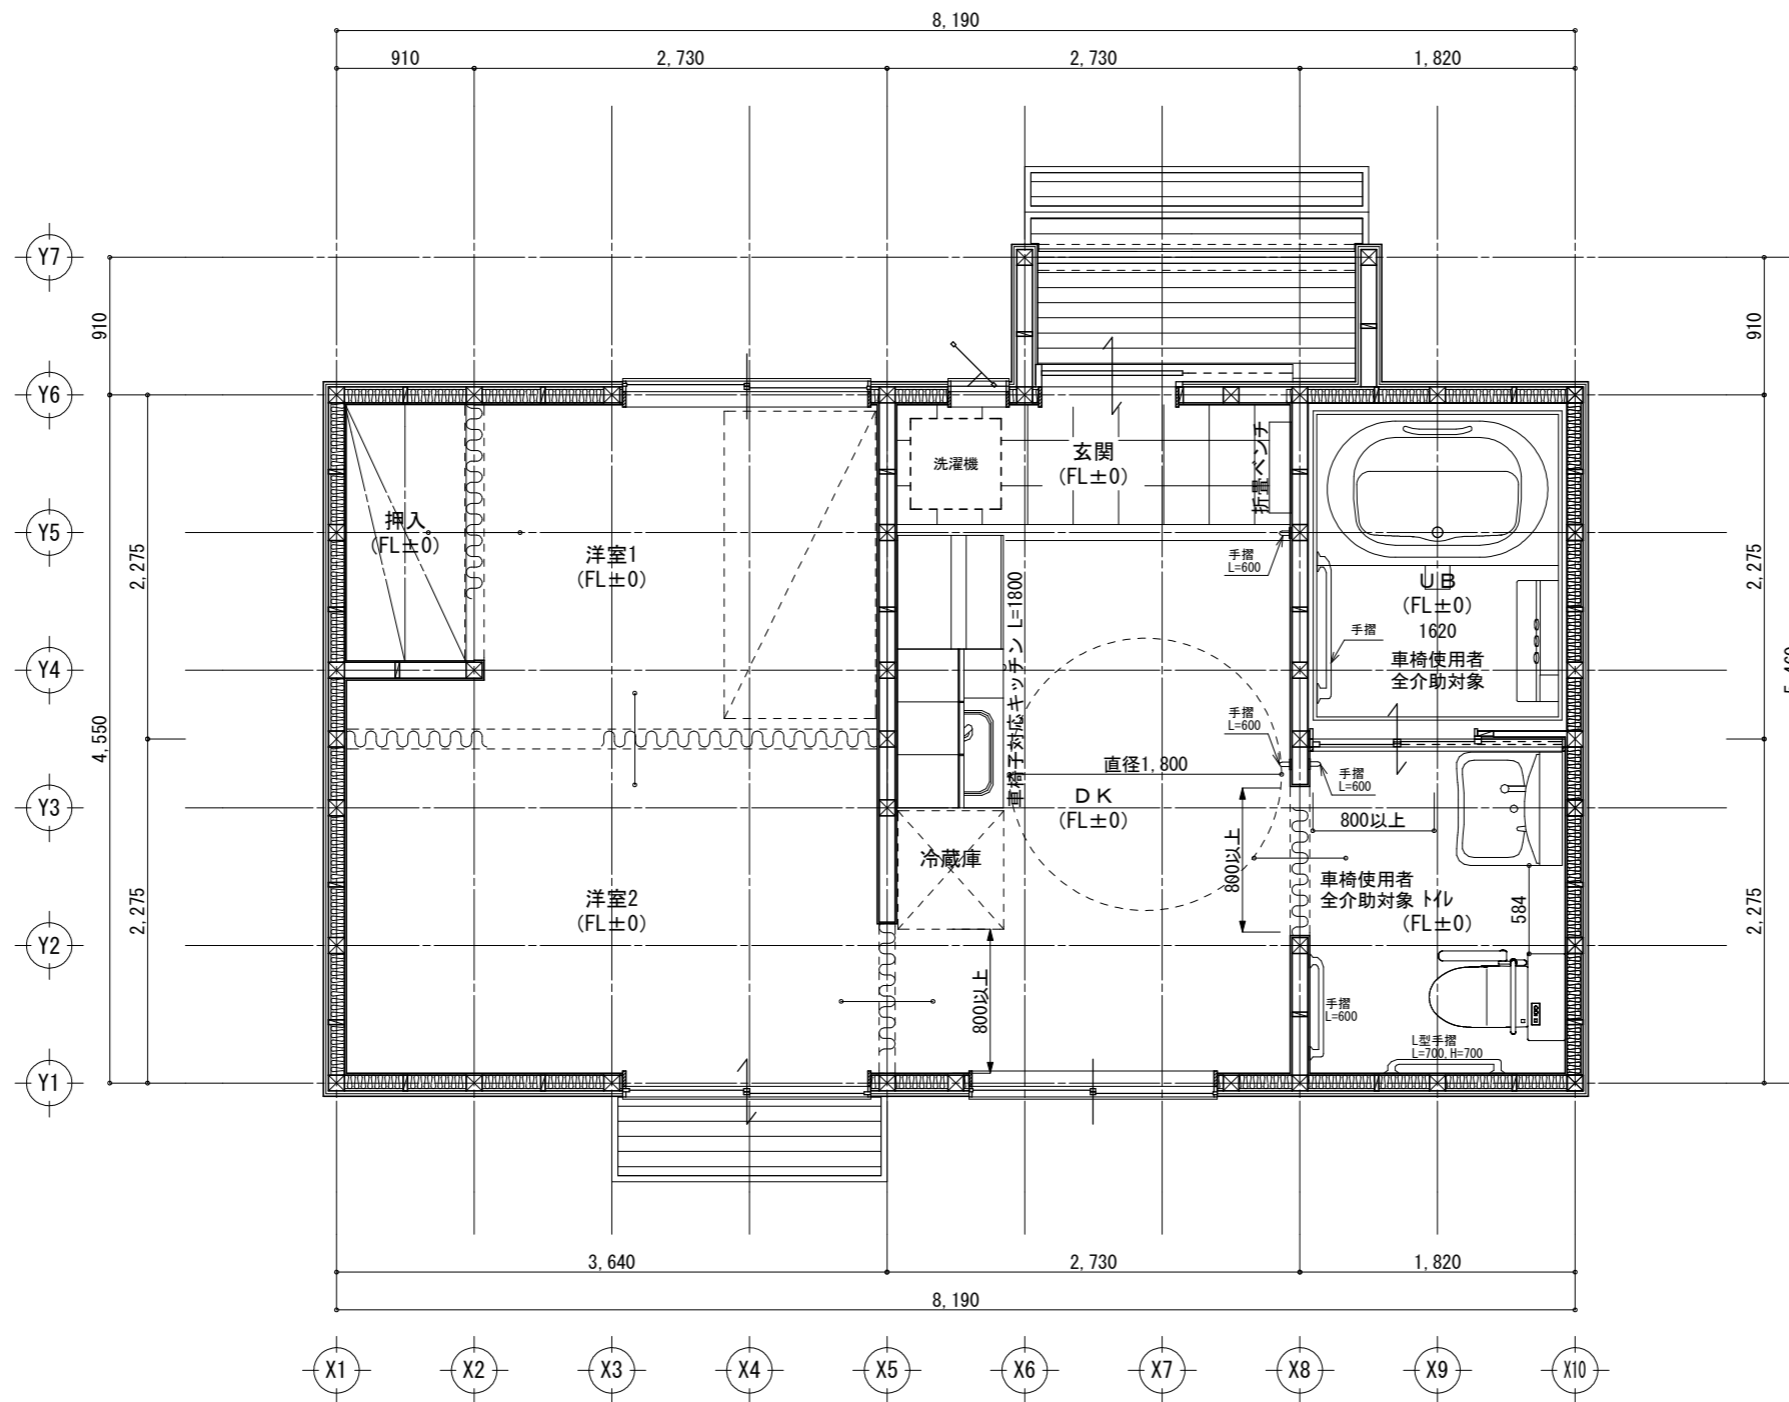 8,190
910
2,730
2,730
1,820
Y7
Y6
Y5
Y4
Y3
Y2
Y1
910
2,275
4,550
2,275
910
2,275
2,275
押入
(FL±0)
洋室1
(FL±0)
洗濯機
玄関
(FL±0)
折畳ベンチ
手摺
L=600
UB
(FL±0)
1620
車椅使用者
全介助対象
手摺
車椅子対応キッチン L=1800
手摺
L=600
手摺
L=600
直径1,800
DK
(FL±0)
800以上
800以上
冷蔵庫
洋室2
(FL±0)
車椅使用者
全介助対象 トイレ
(FL±0)
584
800以上
手摺
L=600
L型手摺
L=700,H=700
3,640
2,730
1,820
8,190
X1
X2
X3
X4
X5
X6
X7
X8
X9
X10